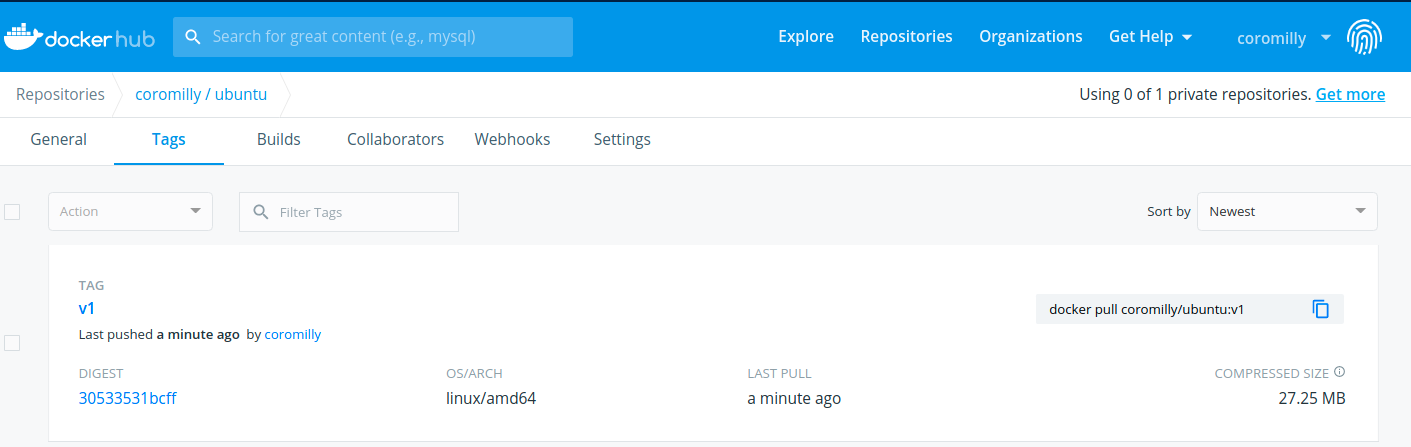 docker hub Search for great content (e.g., mysql) Explore Repositories Organizations Get Help coromilly
Repositories coromilly / ubuntu Using 0 of 1 private repositories. Get more
General Tags Builds Collaborators Webhooks Settings
Action Filter Tags Sort by Newest
TAG
v1
docker pull coromilly/ubuntu:v1
Last pushed a minute ago by coromilly
DIGEST OS/ARCH LAST PULL COMPRESSED SIZE
30533531bcff linux/amd64 a minute ago 27.25 MB